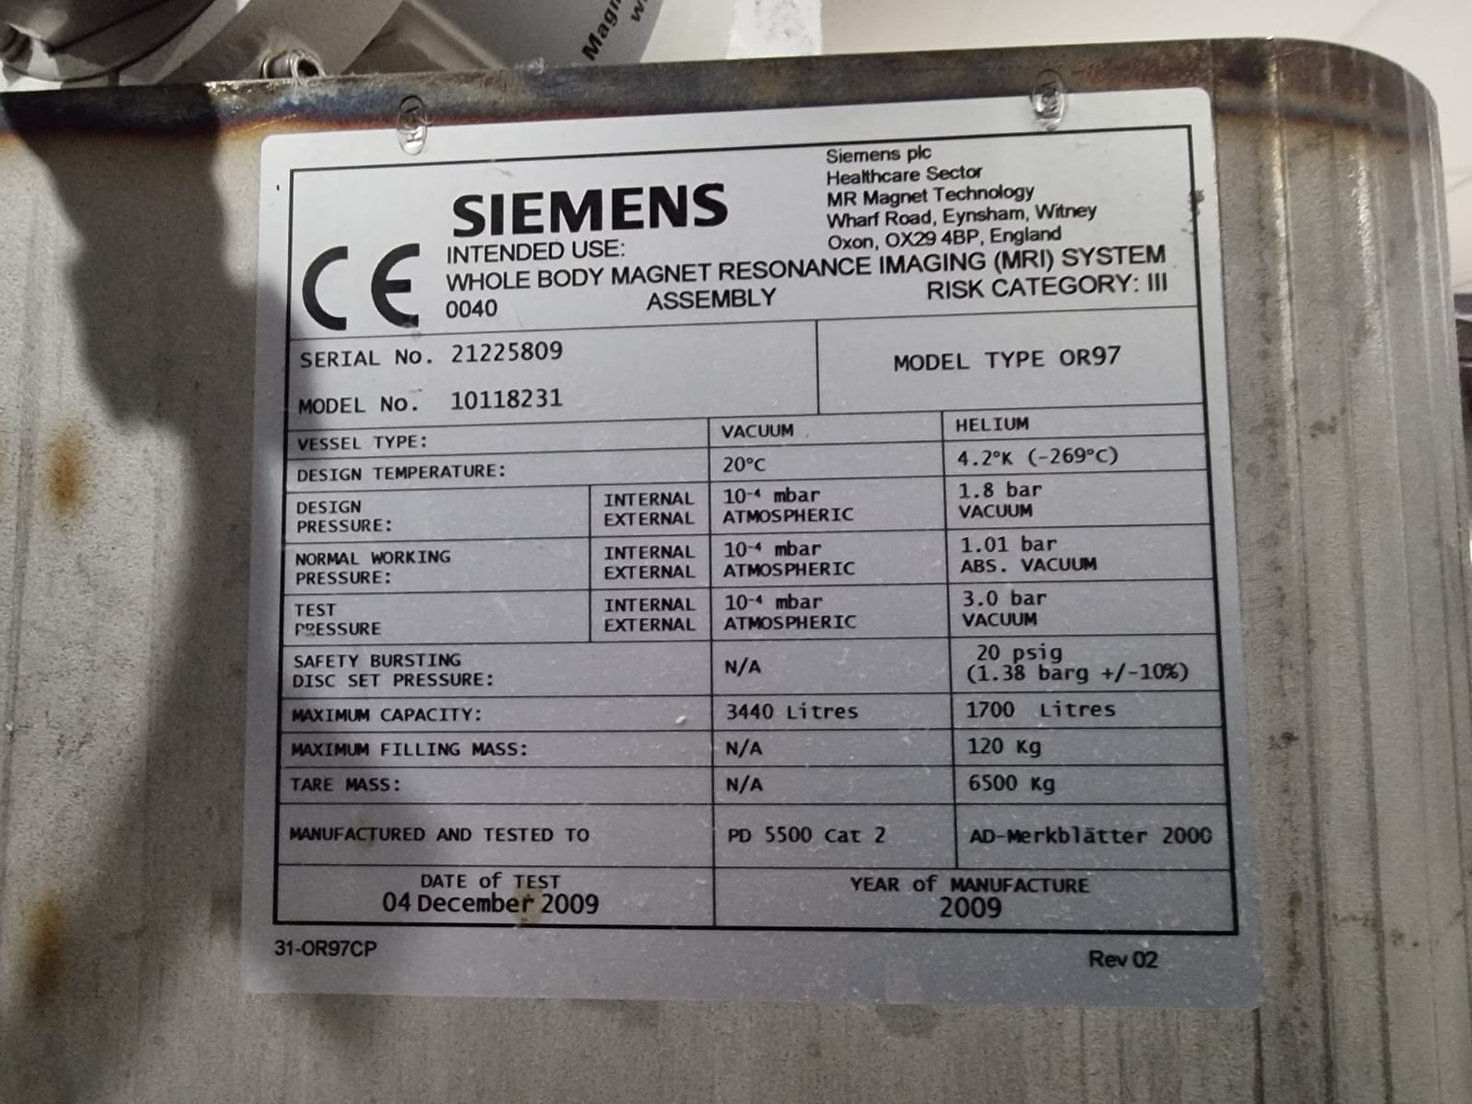 Magn
SIEMENS
Siemens plc
Healthcare Sector
MR Magnet Technology
Wharf Road, Eynsham, Witney
Oxon, OX29 4BP, England
CE
INTENDED USE:
WHOLE BODY MAGNET RESONANCE IMAGING (MRI) SYSTEM
0040 ASSEMBLY RISK CATEGORY: III
SERIAL No. 21225809
MODEL TYPE OR97
MODEL No. 10118231
VESSEL TYPE: VACUUM HELIUM
DESIGN TEMPERATURE: 20°C 4.2°K (-269°C)
DESIGN INTERNAL 10⁻⁴ mbar 1.8 bar
PRESSURE: EXTERNAL ATMOSPHERIC VACUUM
NORMAL WORKING INTERNAL 10⁻⁴ mbar 1.01 bar
PRESSURE: EXTERNAL ATMOSPHERIC ABS. VACUUM
TEST INTERNAL 10⁻⁴ mbar 3.0 bar
PRESSURE EXTERNAL ATMOSPHERIC VACUUM
SAFETY BURSTING N/A 20 psig
DISC SET PRESSURE: (1.38 barg +/-10%)
MAXIMUM CAPACITY: 3440 Litres 1700 Litres
MAXIMUM FILLING MASS: N/A 120 Kg
TARE MASS: N/A 6500 Kg
MANUFACTURED AND TESTED TO PD 5500 Cat 2 AD-Merkblätter 2000
DATE of TEST YEAR of MANUFACTURE
04 December 2009 2009
31-OR97CP Rev 02